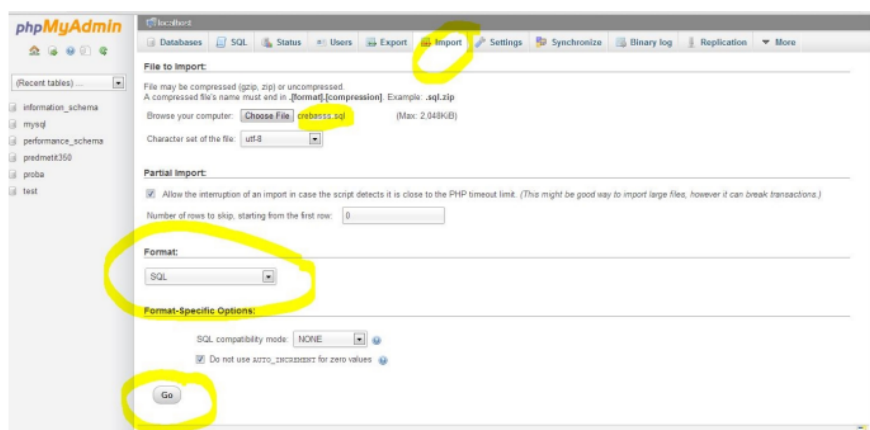 phpMyAdmin
localhost
Databases SQL Status Users Export Import Settings Synchronize Binary log Replication More
(Recent tables) ...
information_schema
mysql
performance_schema
predmetit350
proba
test
File to Import:
File may be compressed (gzip, zip) or uncompressed.
A compressed file's name must end in .[format].[compression]. Example: .sql.zip
Browse your computer: Choose File crebasss.sql (Max: 2,048KiB)
Character set of the file: utf-8
Partial Import:
Allow the interruption of an import in case the script detects it is close to the PHP timeout limit. (This might be good way to import large files, however it can break transactions.)
Number of rows to skip, starting from the first row: 0
Format:
SQL
Format-Specific Options:
SQL compatibility mode: NONE
Do not use AUTO_INCREMENT for zero values
Go